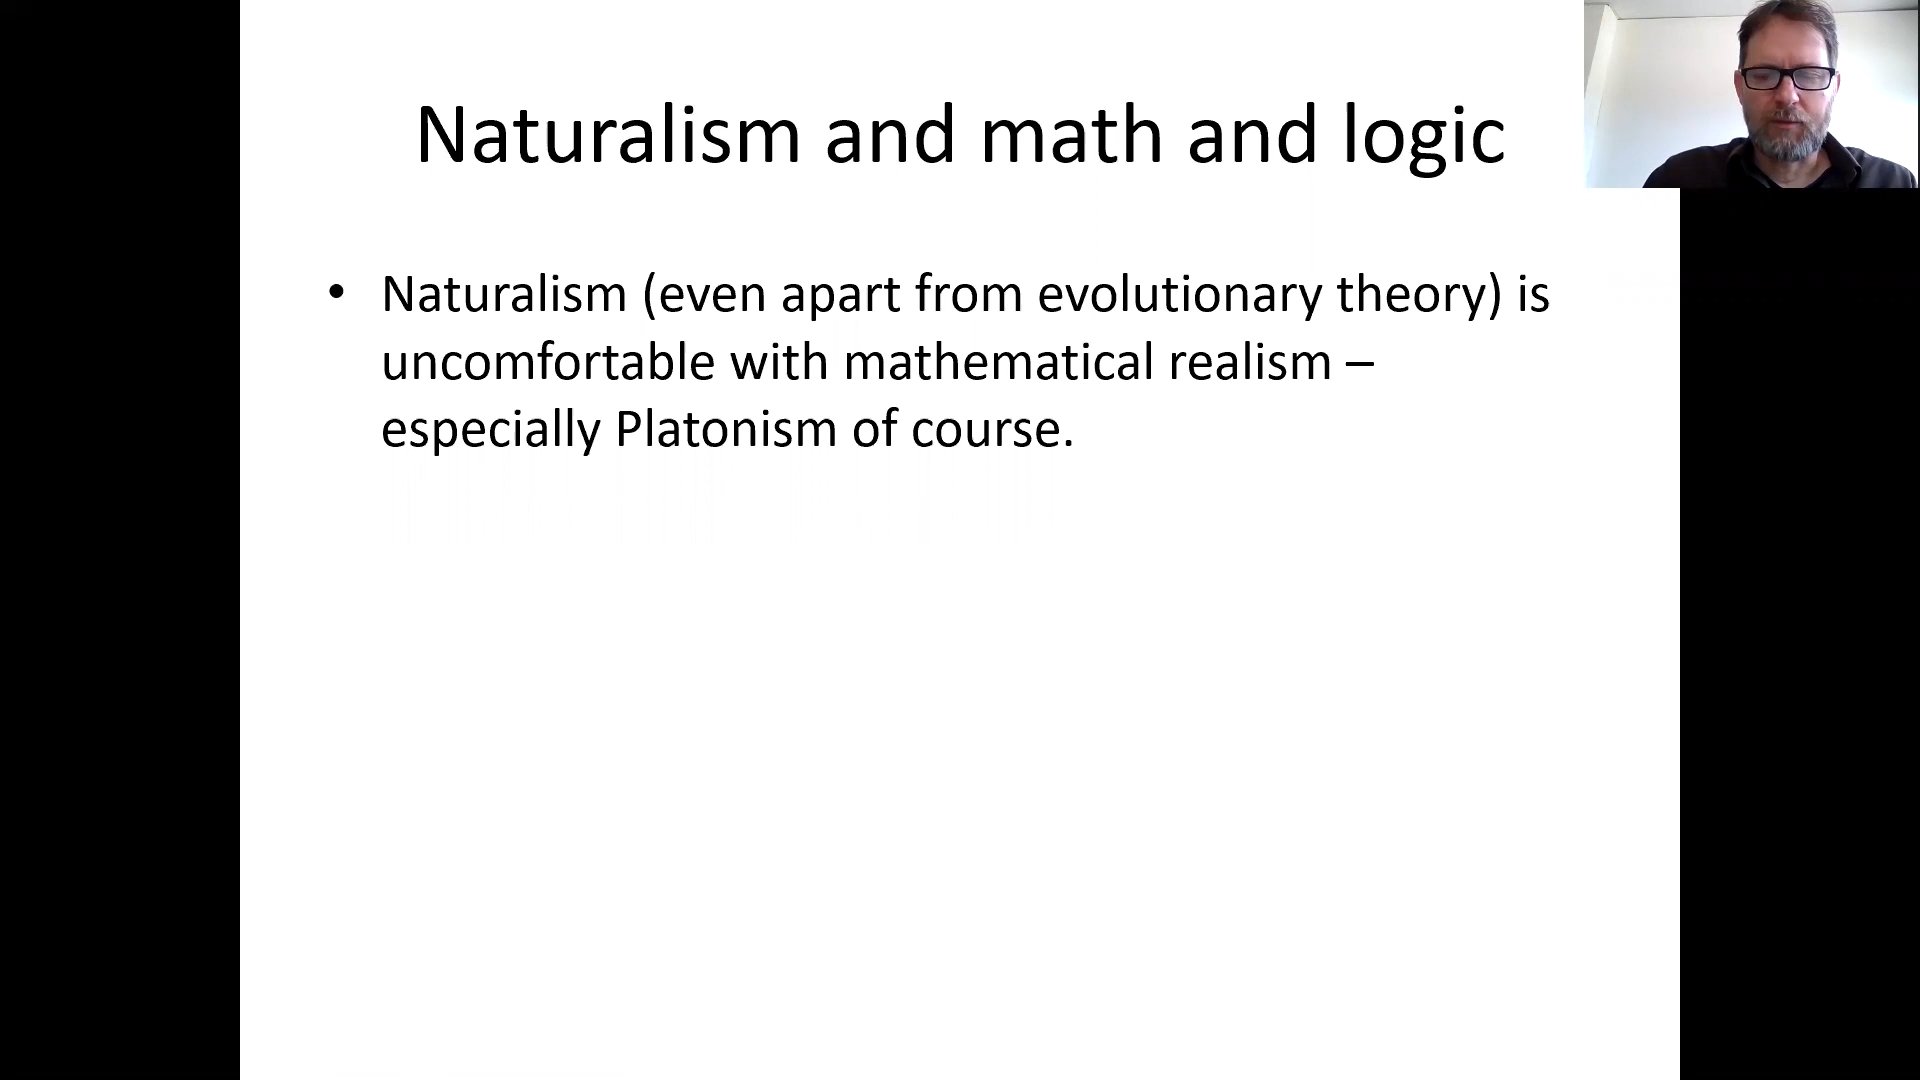 Naturalism and math and logic
• Naturalism (even apart from evolutionary theory) is
uncomfortable with mathematical realism –
especially Platonism of course.